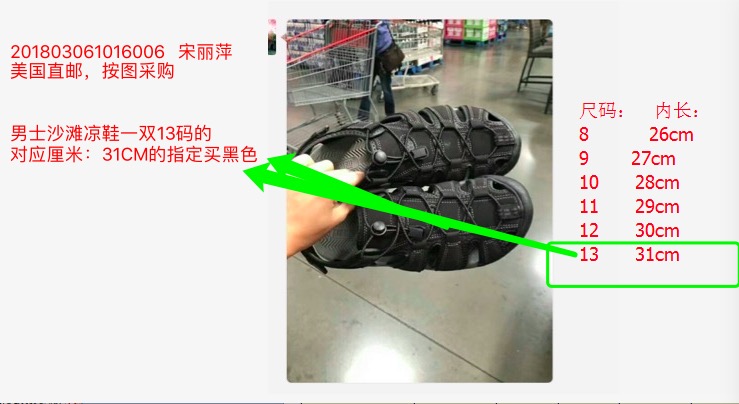 201803061016006 宋丽萍
美国直邮，按图采购
男士沙滩凉鞋一双13码的
对应厘米：31CM的指定买黑色
尺码： 内长：
8 26cm
9 27cm
10 28cm
11 29cm
12 30cm
13 31cm